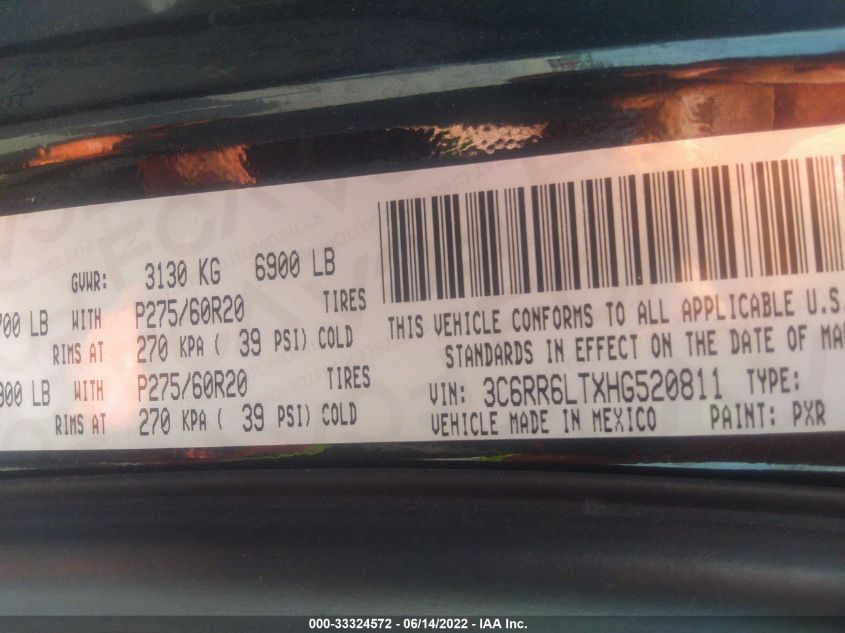 GVWR: 3130 KG 6900 LB
700 LB WITH P275/60R20 TIRES
RIMS AT 270 KPA ( 39 PSI) COLD
900 LB WITH P275/60R20 TIRES
RIMS AT 270 KPA ( 39 PSI) COLD
THIS VEHICLE CONFORMS TO ALL APPLICABLE U.S.
STANDARDS IN EFFECT ON THE DATE OF MA
VIN: 3C6RR6LTXHG520811 TYPE:
VEHICLE MADE IN MEXICO PAINT: PXR
000-33324572 - 06/14/2022 - IAA Inc.